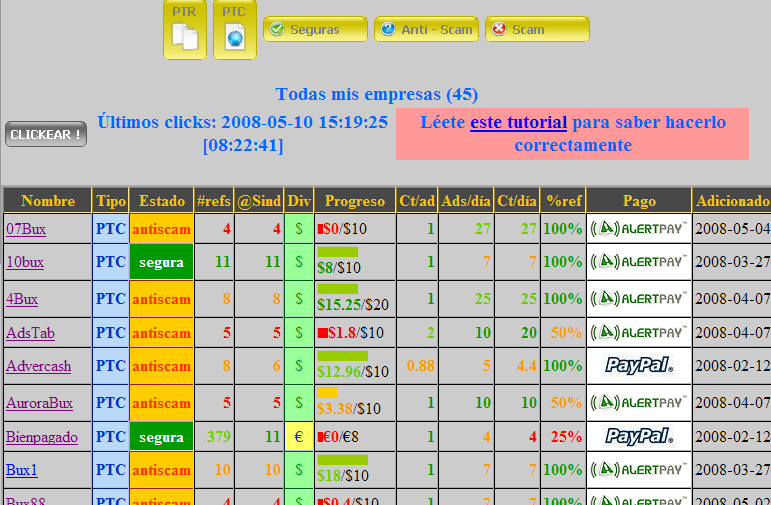 PTR PTC Seguras Anti - Scam Scam
Todas mis empresas (45)
CLICKEAR ! Últimos clicks: 2008-05-10 15:19:25 Léete este tutorial para saber hacerlo
[08:22:41] correctamente
Nombre Tipo Estado #refs @Sind Div Progreso Ct/ad Ads/día Ct/día %ref Pago Adicionado
07Bux PTC antiscam 4 4 $ $0/$10 1 27 27 100% ALERTPAY™ 2008-05-04
10bux PTC segura 11 11 $ $8/$10 1 7 7 100% ALERTPAY™ 2008-03-27
4Bux PTC antiscam 8 8 $ $15.25/$20 1 25 25 100% ALERTPAY™ 2008-04-07
AdsTab PTC antiscam 5 5 $ $1.8/$10 2 10 20 50% ALERTPAY™ 2008-04-07
Advercash PTC antiscam 8 6 $ $12.96/$10 0.88 5 4.4 100% PayPal® 2008-02-12
AuroraBux PTC antiscam 5 5 $ $3.38/$10 1 10 10 50% ALERTPAY™ 2008-04-07
Bienpagado PTC segura 379 11 € €0/€8 1 4 4 25% PayPal® 2008-02-12
Bux1 PTC antiscam 10 10 $ $18/$10 1 7 7 100% ALERTPAY™ 2008-03-27
Bux88 PTC antiscam 4 4 $ $0.4/$10 1 7 7 100% ALERTPAY™ 2008-05-02